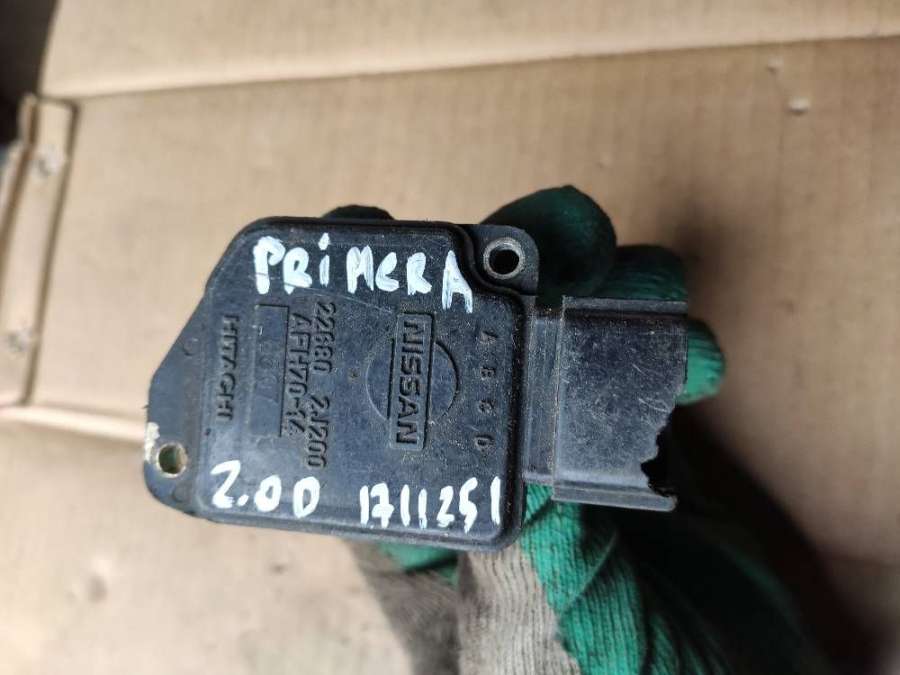 PRiMERA
NISSAN
22680 2J200
AFH70-14
HITACHI
2.0D 1711251